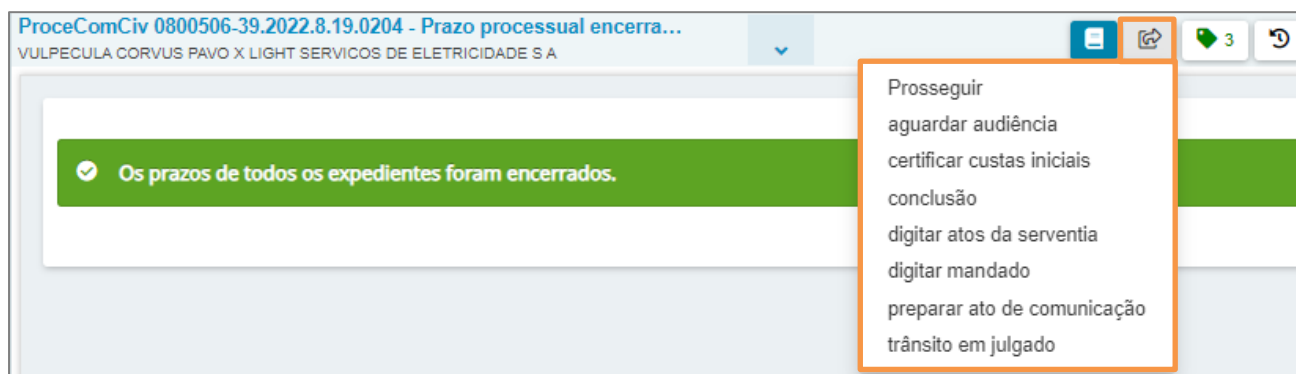 ProceComCiv 0800506-39.2022.8.19.0204 - Prazo processual encerra...
VULPECULA CORVUS PAVO X LIGHT SERVICOS DE ELETRICIDADE S A
3
Os prazos de todos os expedientes foram encerrados.
Prosseguir
aguardar audiência
certificar custas iniciais
conclusão
digitar atos da serventia
digitar mandado
preparar ato de comunicação
trânsito em julgado